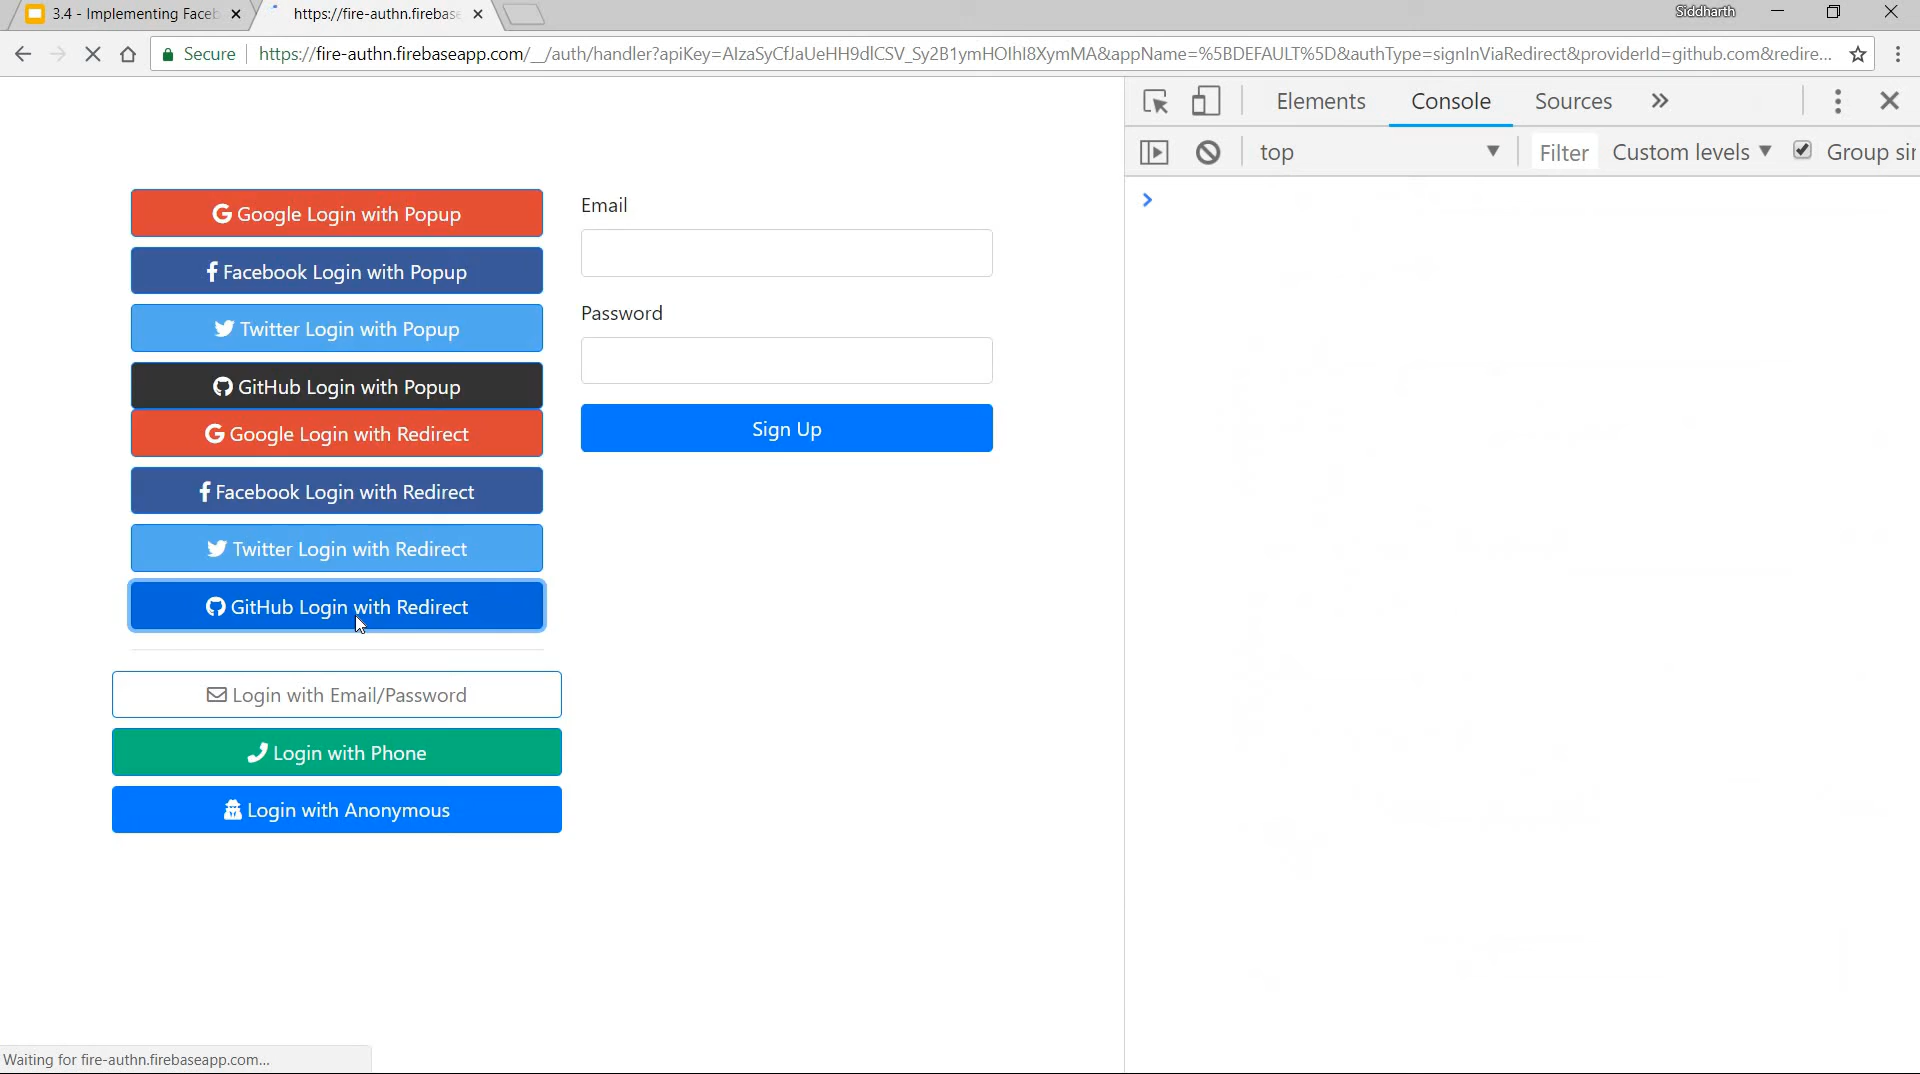 3.4 - Implementing Faceb
https://fire-authn.firebase
Siddharth
Secure
https://fire-authn.firebaseapp.com/__/auth/handler?apiKey=AIzaSyCfJaUeHH9dlCSV_Sy2B1ymHOIhI8XymMA&appName=%5BDEFAULT%5D&authType=signInViaRedirect&providerId=github.com&redire...
Elements
Console
Sources
top
Filter
Custom levels
Group sir
Google Login with Popup
Facebook Login with Popup
Twitter Login with Popup
GitHub Login with Popup
Google Login with Redirect
Facebook Login with Redirect
Twitter Login with Redirect
GitHub Login with Redirect
Login with Email/Password
Login with Phone
Login with Anonymous
Email
Password
Sign Up
Waiting for fire-authn.firebaseapp.com...